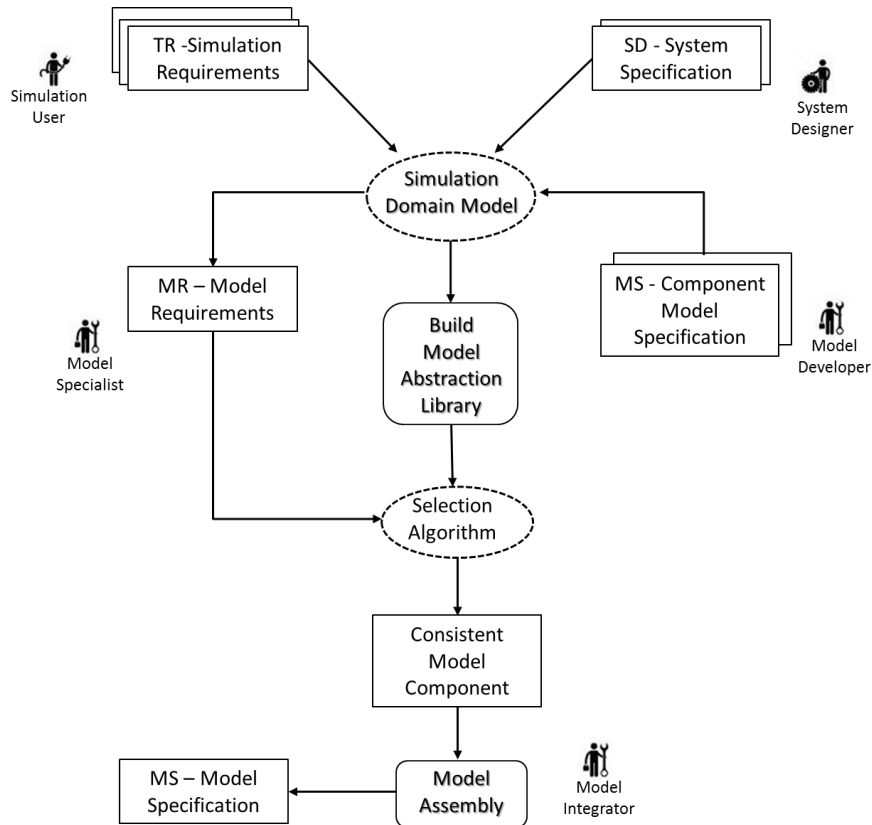 TR -Simulation
Requirements
SD - System
Specification
Simulation
User
System
Designer
Simulation
Domain Model
MR – Model
Requirements
MS - Component
Model
Specification
Build
Model
Abstraction
Library
Model
Specialist
Model
Developer
Selection
Algorithm
Consistent
Model
Component
MS – Model
Specification
Model
Assembly
Model
Integrator